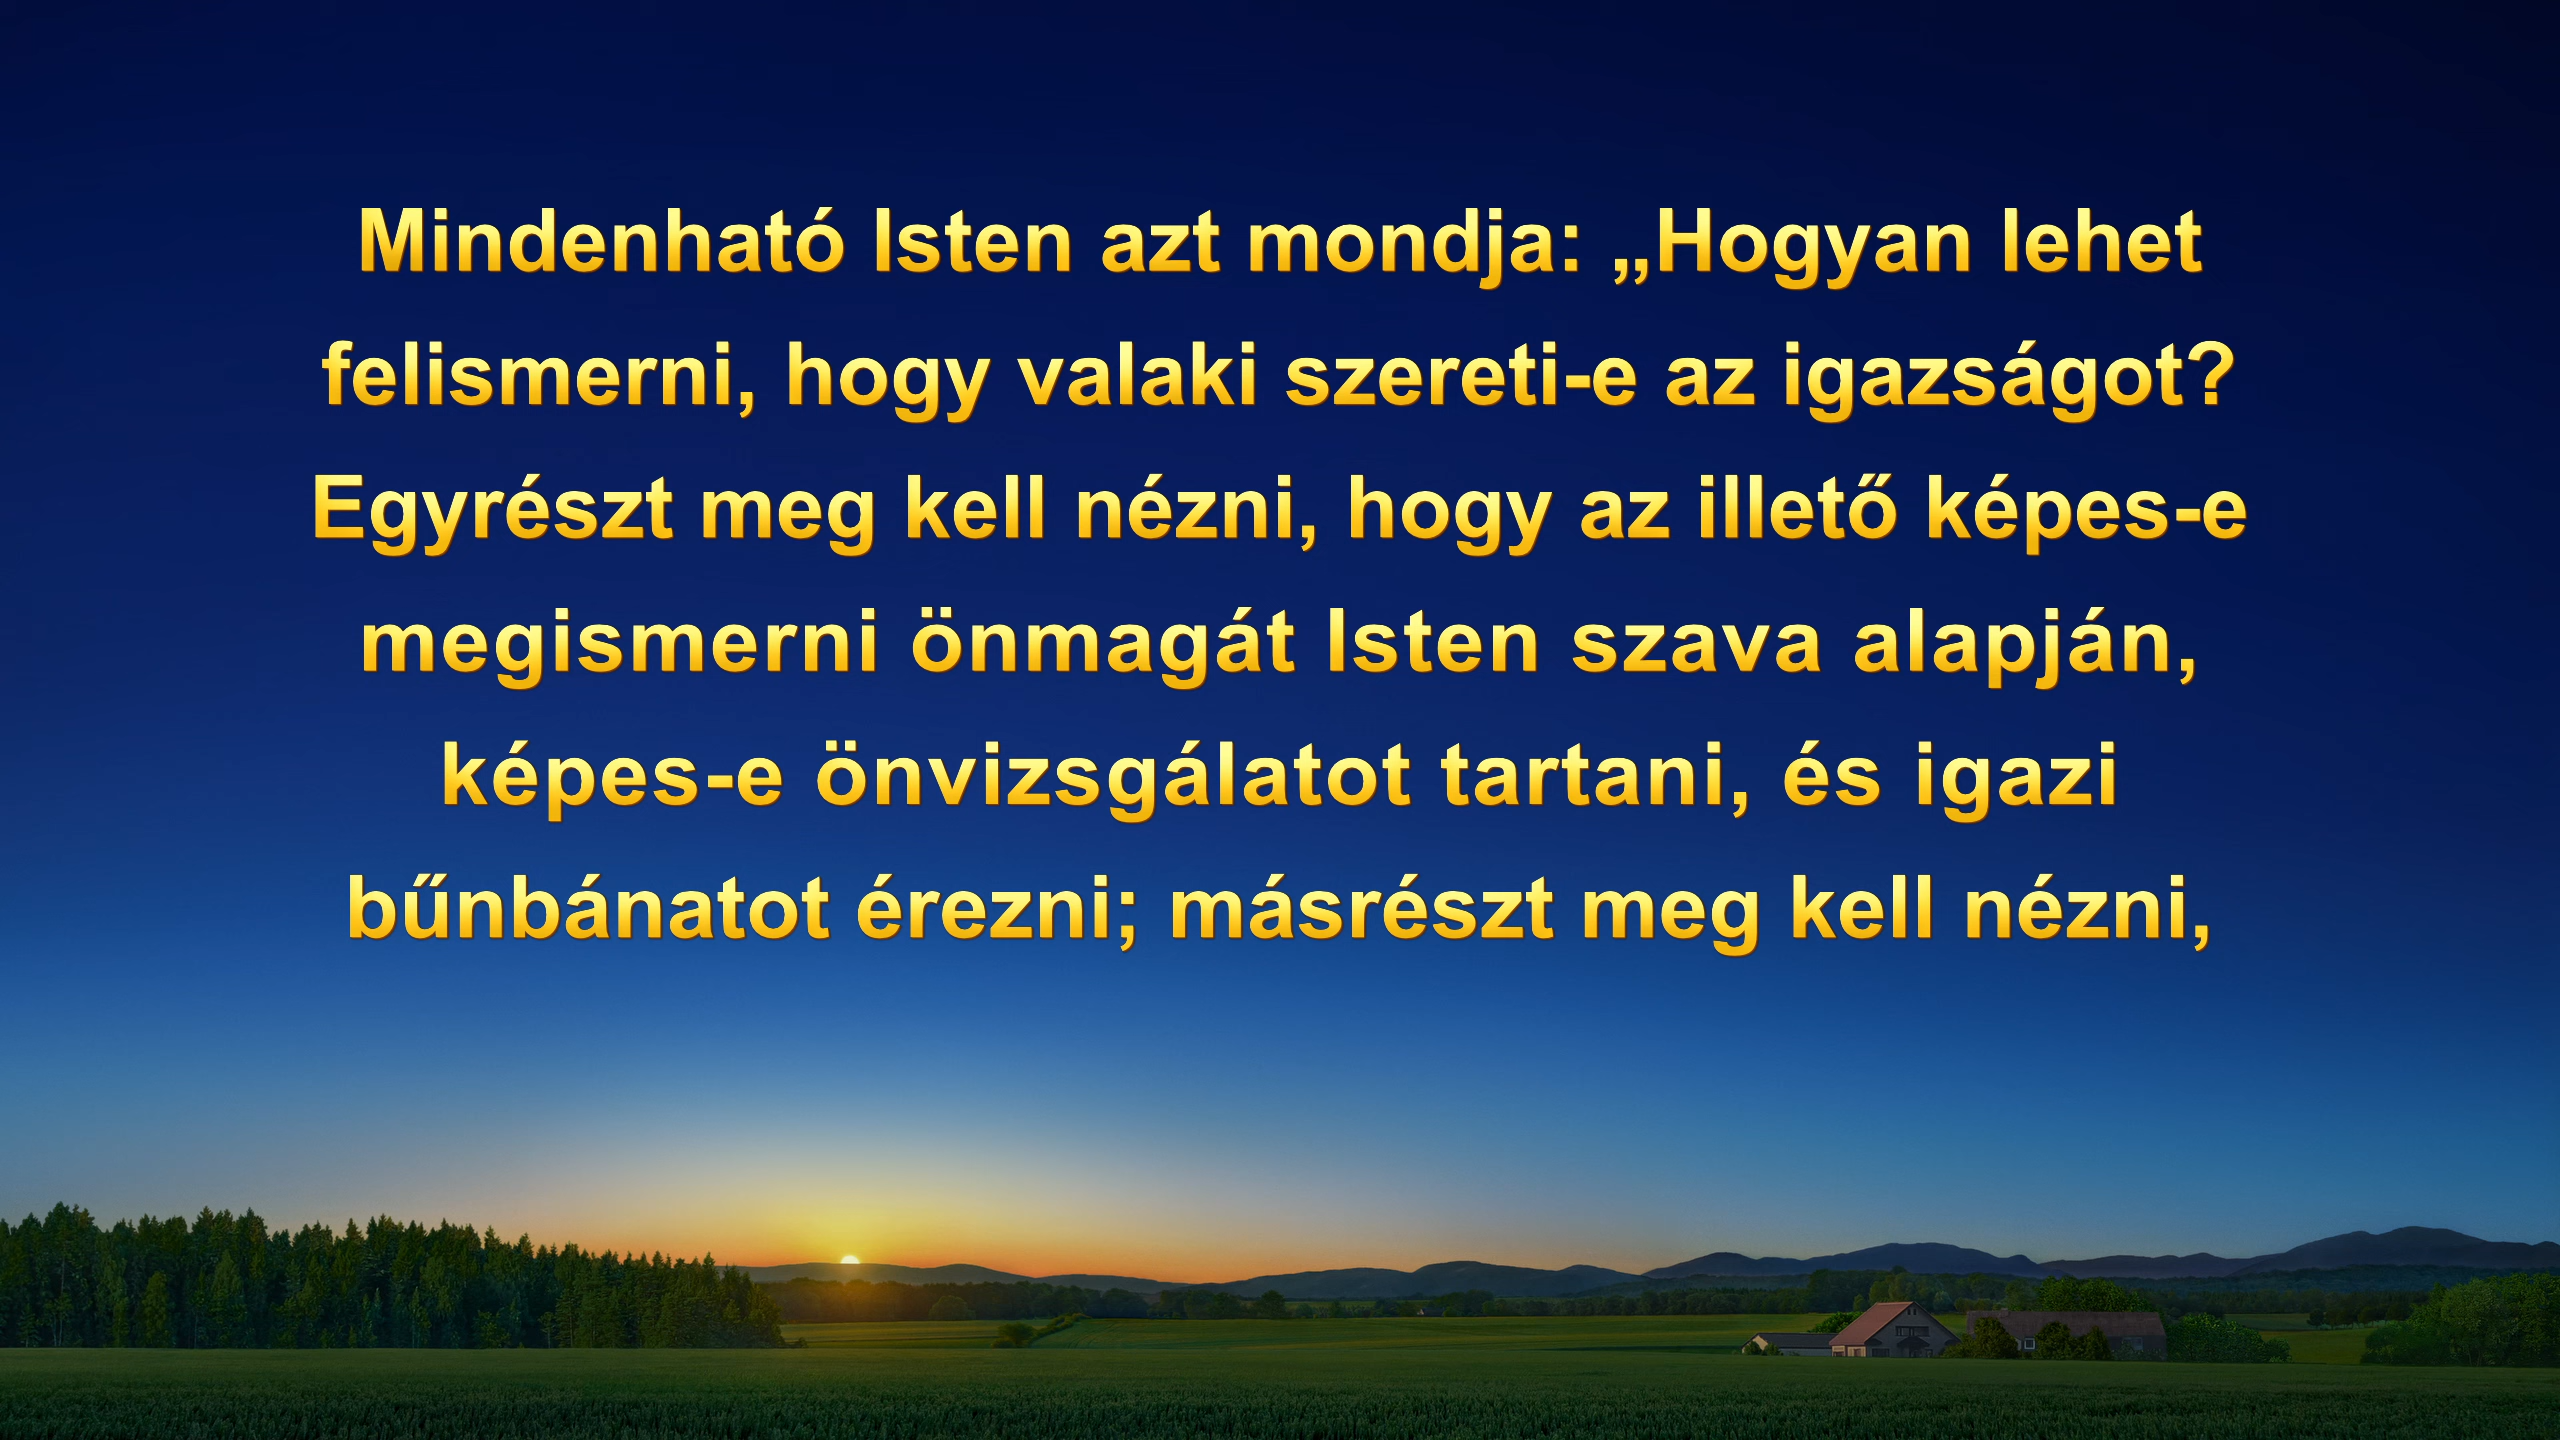 Mindenható Isten azt mondja: „Hogyan lehet
felismerni, hogy valaki szereti-e az igazságot?
Egyrészt meg kell nézni, hogy az illető képes-e
megismerni önmagát Isten szava alapján,
képes-e önvizsgálatot tartani, és igazi
bűnbánatot érezni; másrészt meg kell nézni,